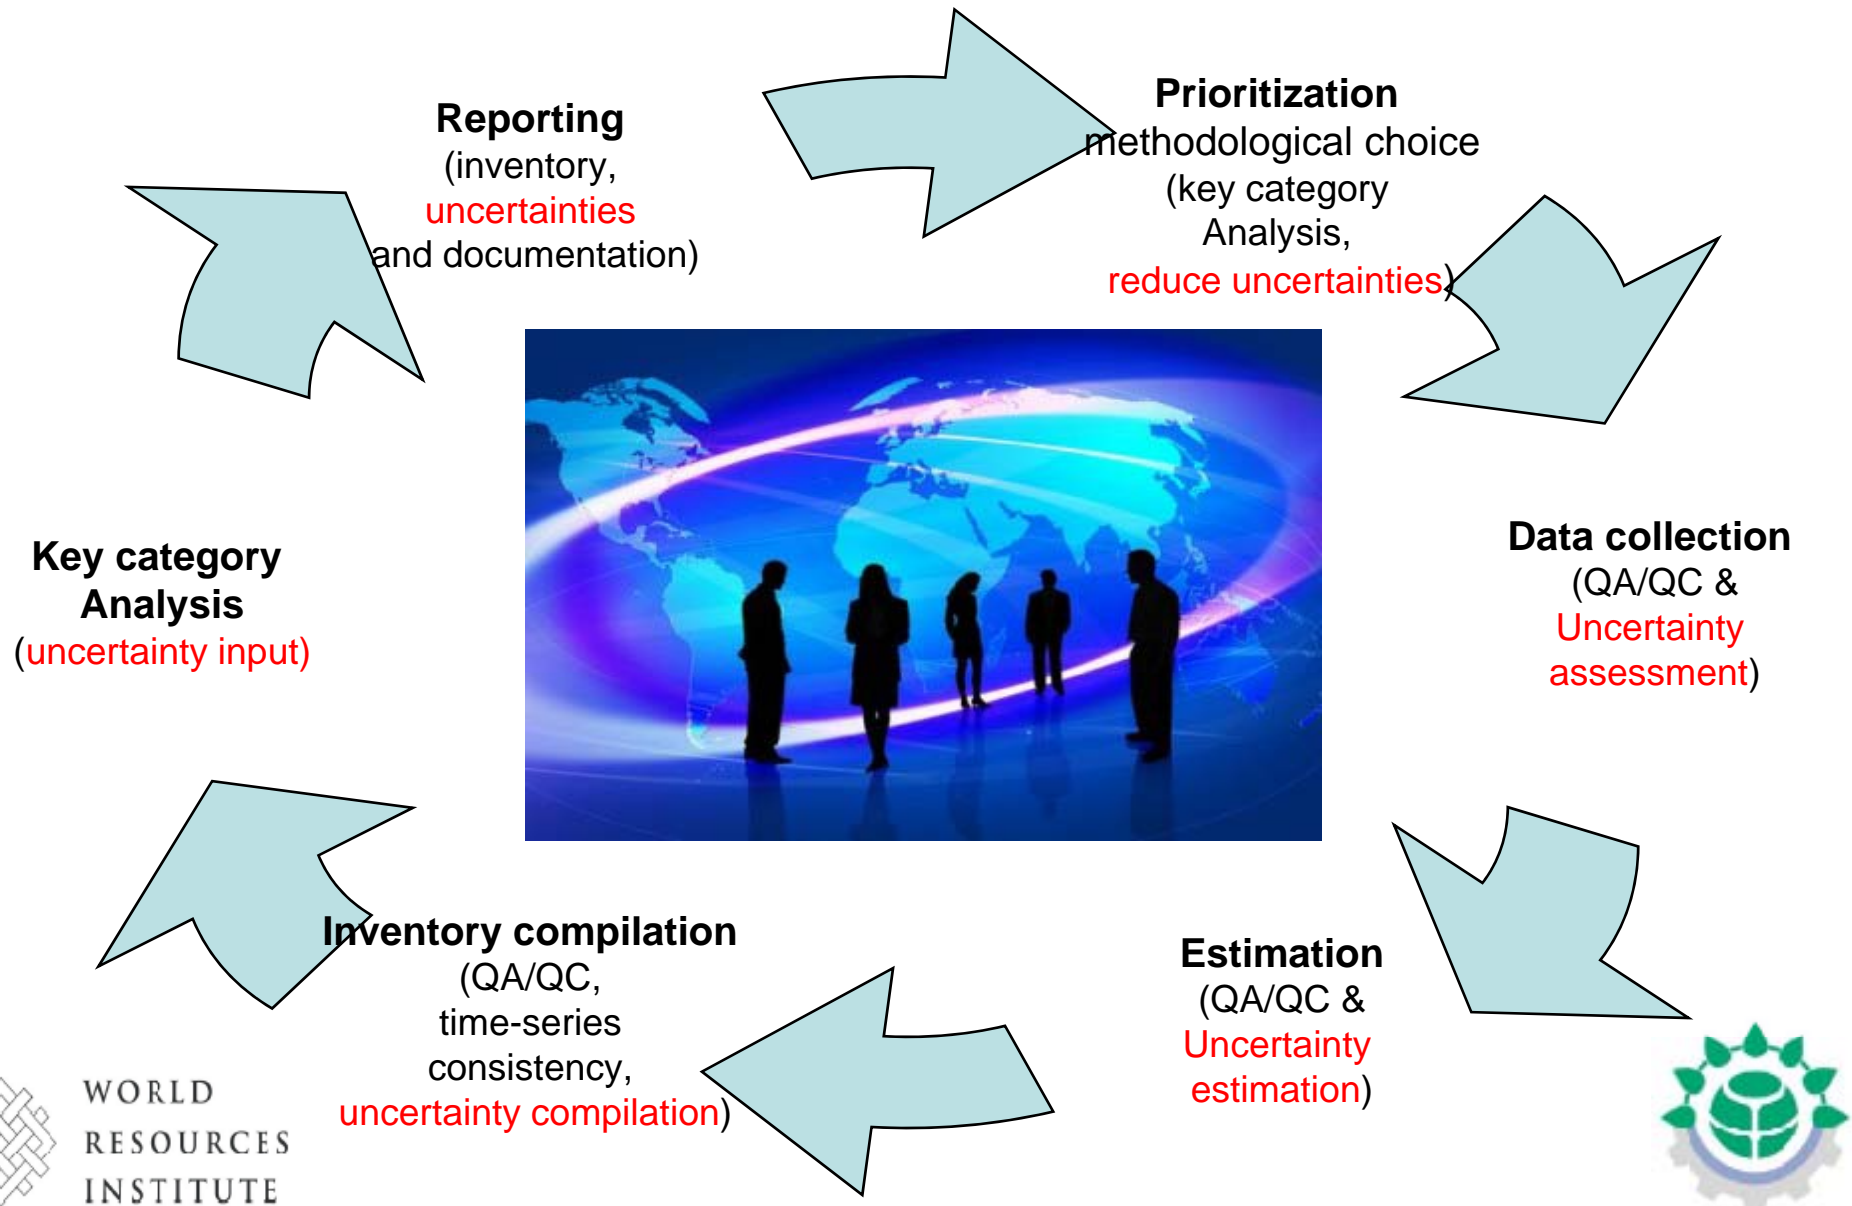 Reporting
(inventory,
uncertainties
and documentation)
Prioritization
methodological choice
(key category
Analysis,
reduce uncertainties)
Data collection
(QA/QC &
Uncertainty
assessment)
Estimation
(QA/QC &
Uncertainty
estimation)
Inventory compilation
(QA/QC,
time-series
consistency,
uncertainty compilation)
Key category
Analysis
(uncertainty input)
WORLD
RESOURCES
INSTITUTE